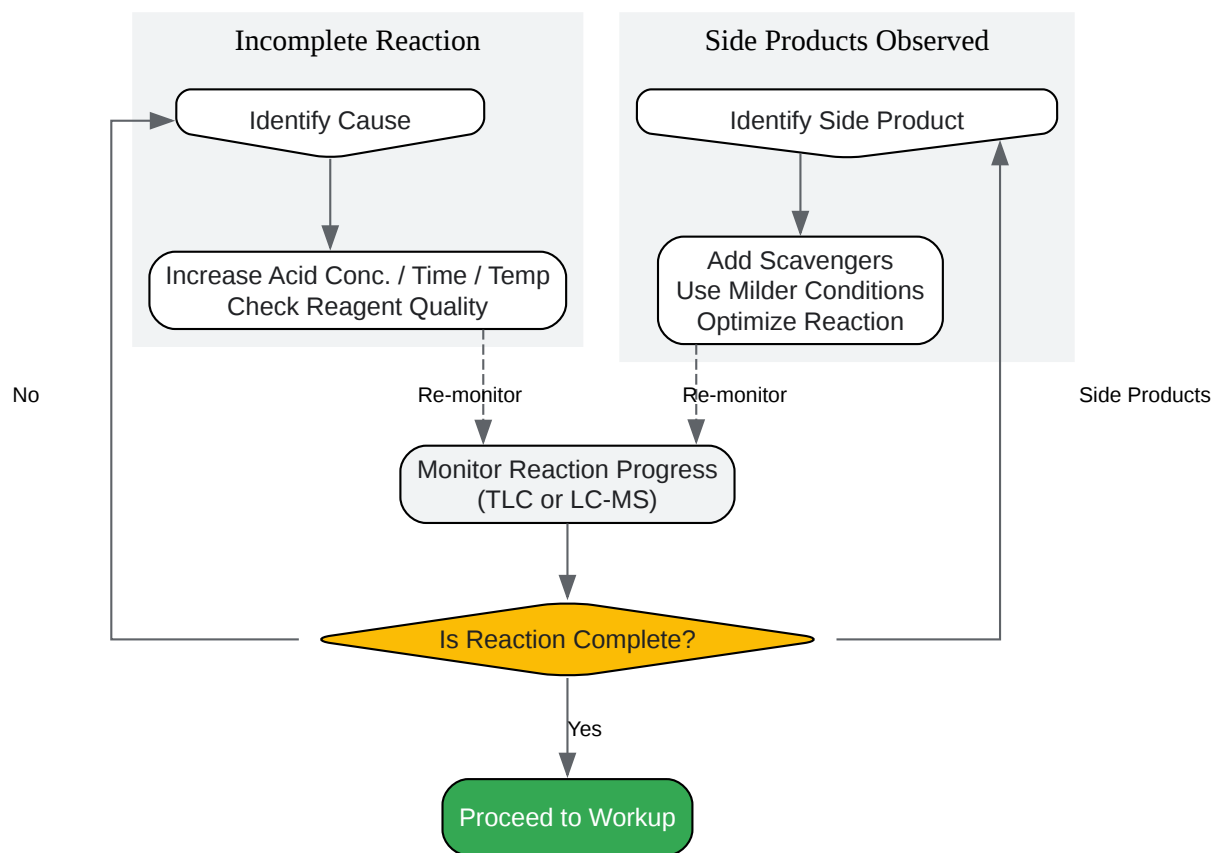 Incomplete Reaction
Side Products Observed
Identify Cause
Identify Side Product
Increase Acid Conc. / Time / Temp
Check Reagent Quality
Add Scavengers
Use Milder Conditions
Optimize Reaction
No
Re-monitor
Re-monitor
Side Products
Monitor Reaction Progress
(TLC or LC-MS)
Is Reaction Complete?
Yes
Proceed to Workup